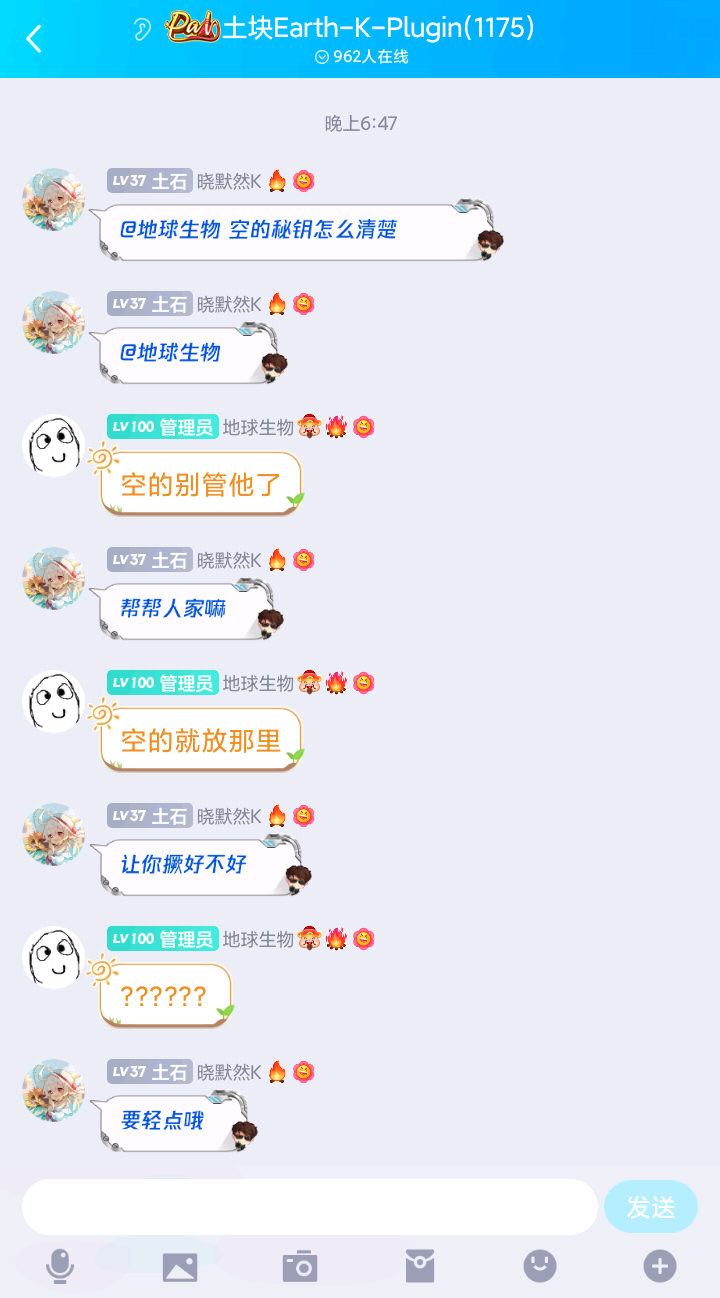 土块Earth-K-Plugin(1175)
962人在线
晚上6:47
LV37 土石 晓默然K
@地球生物 空的秘钥怎么清楚
LV37 土石 晓默然K
@地球生物
LV100 管理员 地球生物
空的别管他了
LV37 土石 晓默然K
帮帮人家嘛
LV100 管理员 地球生物
空的就放那里
LV37 土石 晓默然K
让你撅好不好
LV100 管理员 地球生物
??????
LV37 土石 晓默然K
要轻点哦
发送